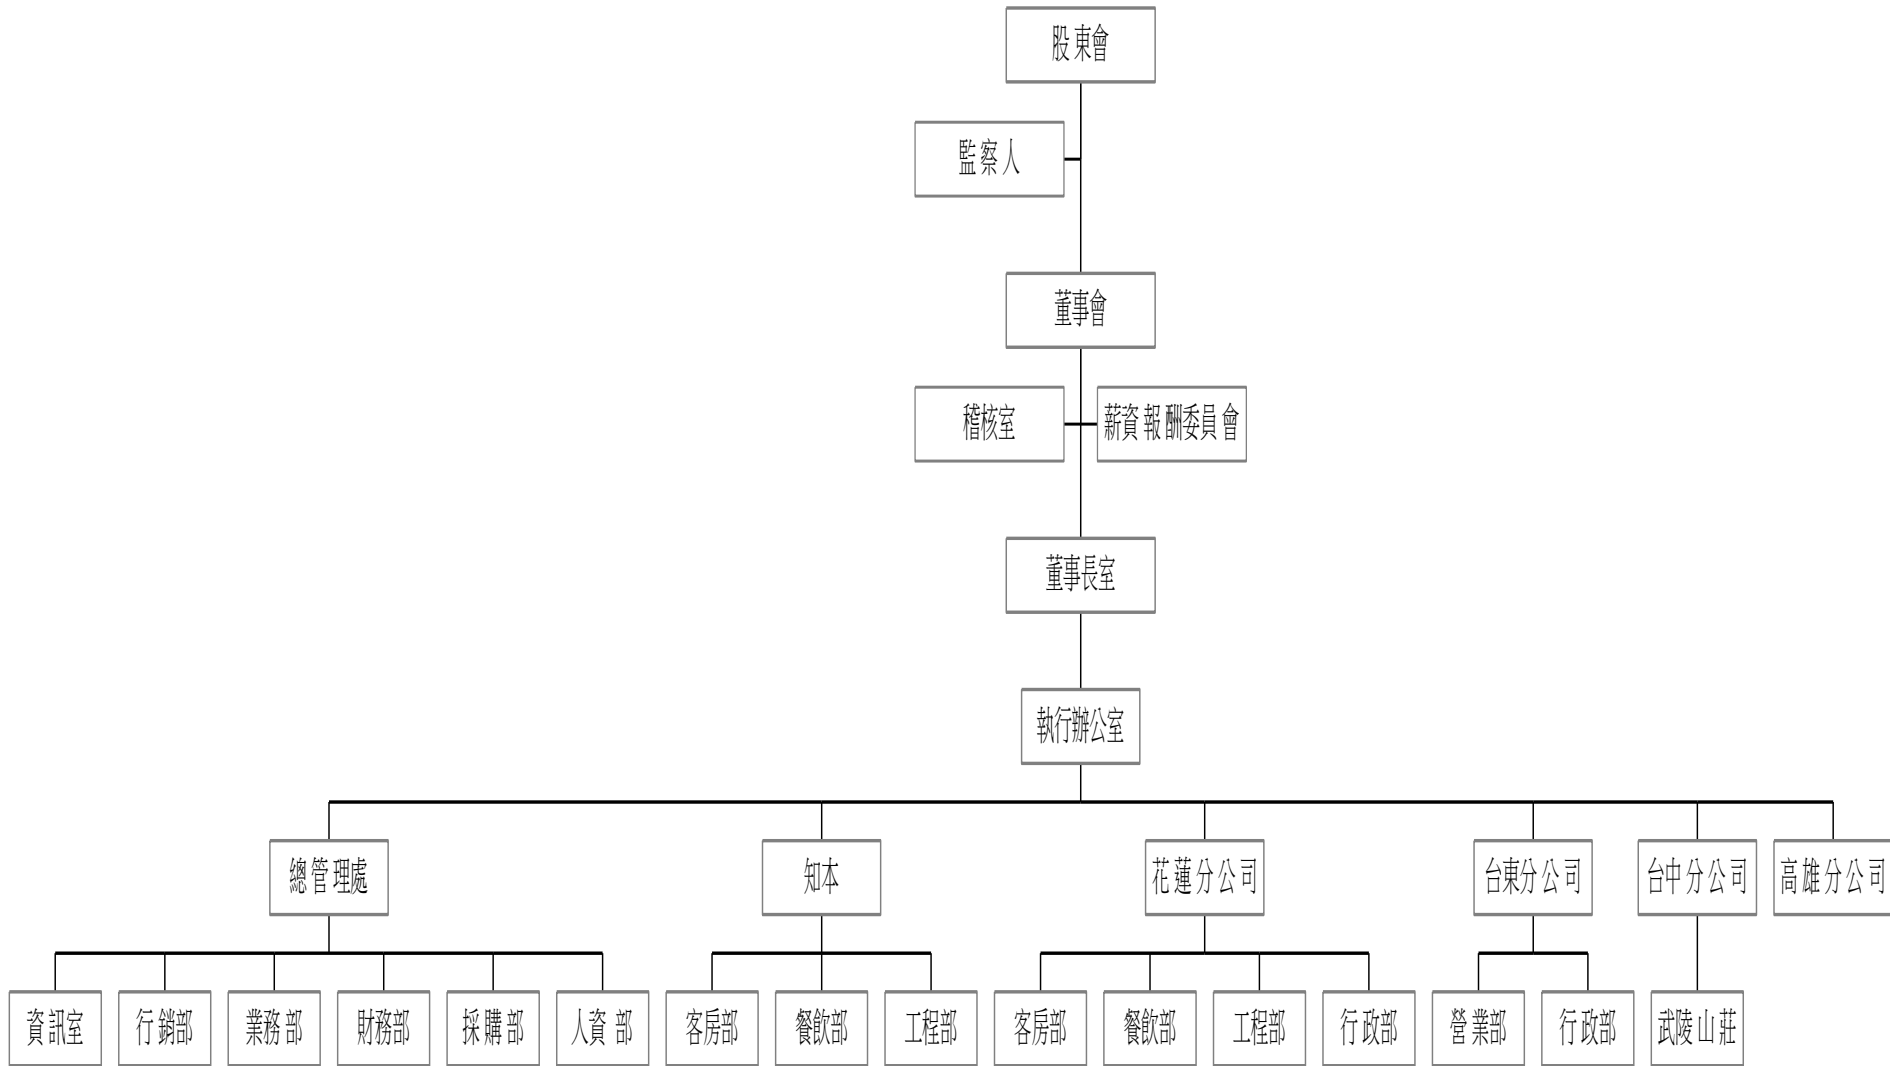 股東會
監察人
董事會
稽核室
薪資報酬委員會
董事長室
執行辦公室
總管理處
知本
花蓮分公司
台東分公司
台中分公司
高雄分公司
資訊室
行銷部
業務部
財務部
採購部
人資部
客房部
餐飲部
工程部
客房部
餐飲部
工程部
行政部
營業部
行政部
武陵山莊